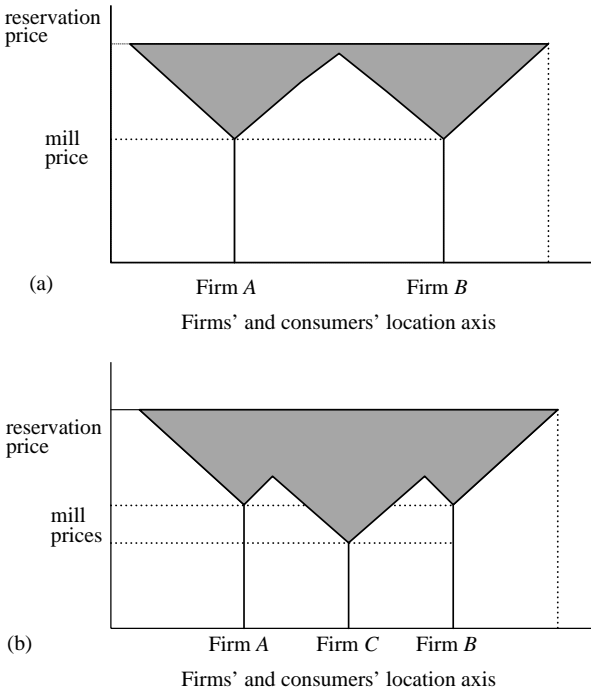 reservation
price
mill
price
(a)
Firm A
Firm B
Firms’ and consumers’ location axis
reservation
price
mill
prices
(b)
Firm A
Firm C
Firm B
Firms’ and consumers’ location axis